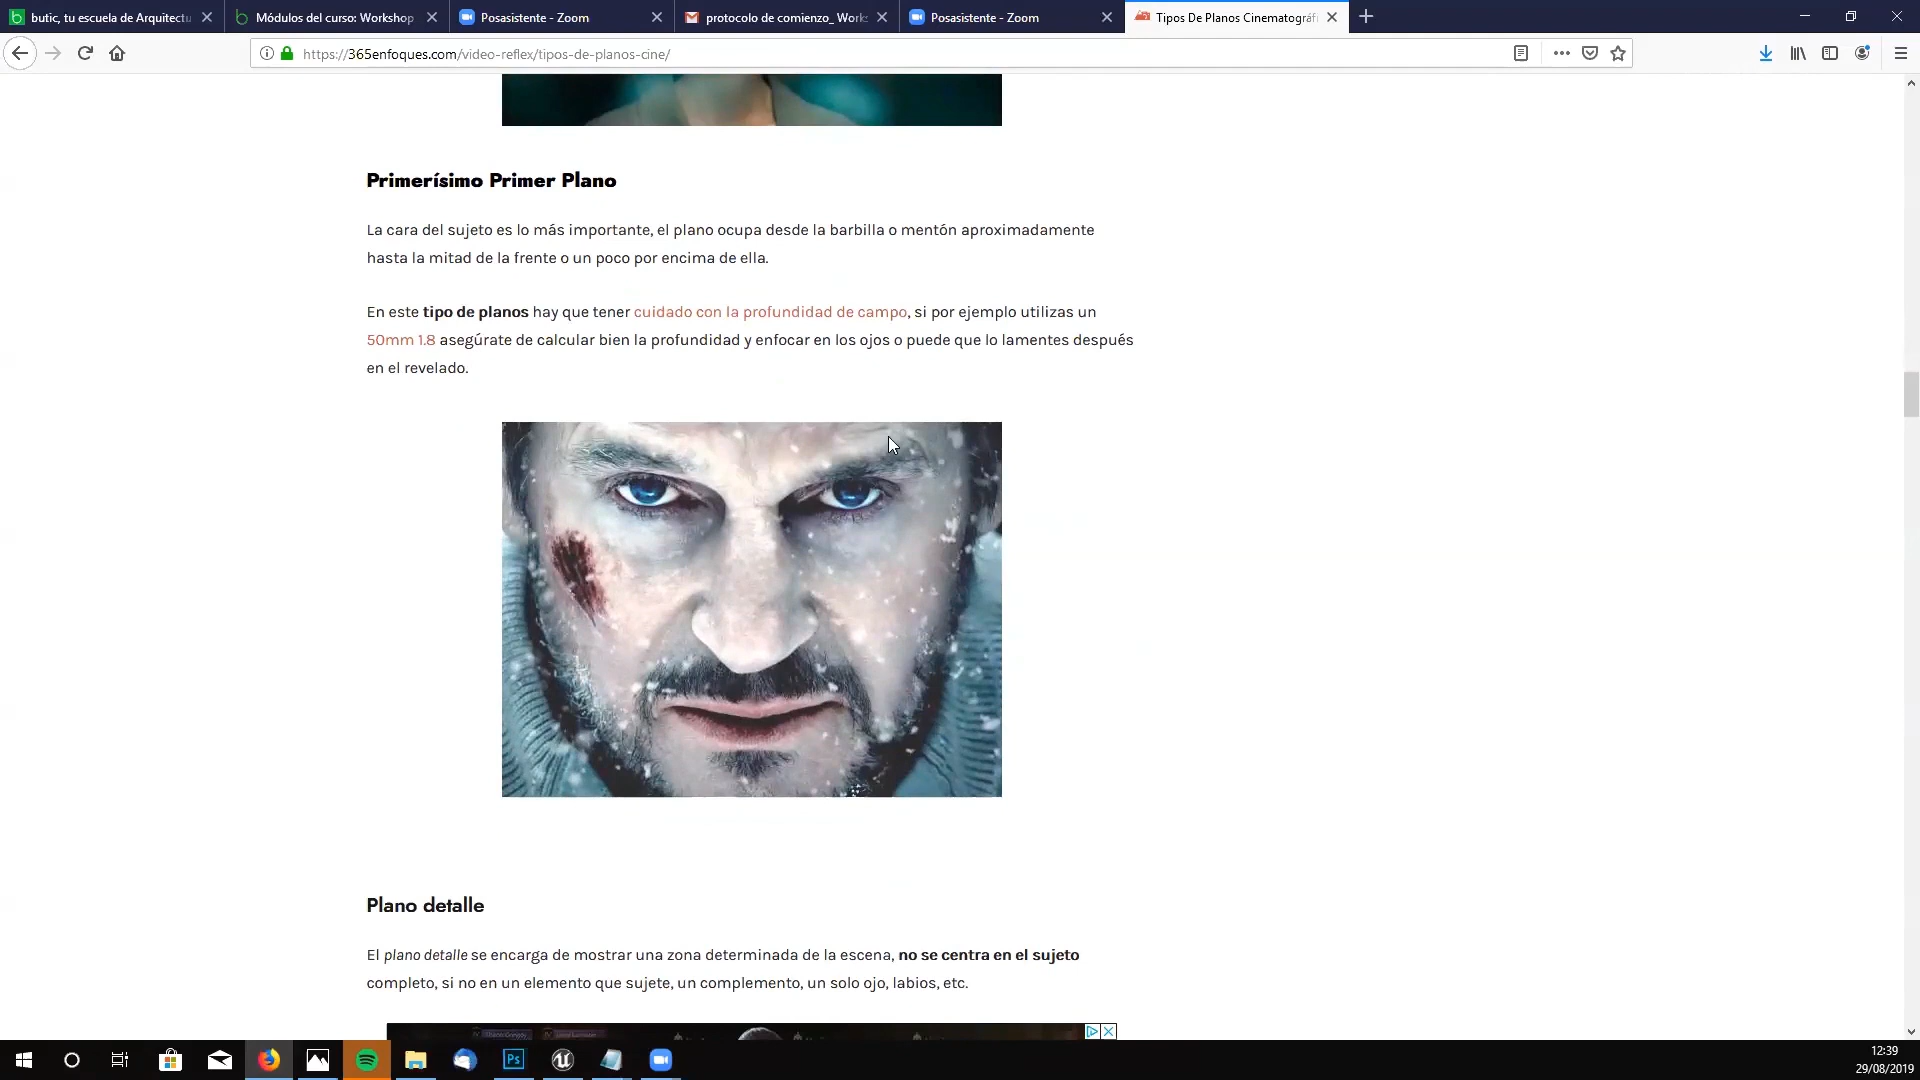 butic, tu escuela de Arquitectu
Módulos del curso: Workshop
Posasistente - Zoom
protocolo de comienzo_ Work
Posasistente - Zoom
Tipos De Planos Cinematográfi
https://365enfoques.com/video-reflex/tipos-de-planos-cine/
Primerísimo Primer Plano
La cara del sujeto es lo más importante, el plano ocupa desde la barbilla o mentón aproximadamente
hasta la mitad de la frente o un poco por encima de ella.
En este tipo de planos hay que tener cuidado con la profundidad de campo, si por ejemplo utilizas un
50mm 1.8 asegúrate de calcular bien la profundidad y enfocar en los ojos o puede que lo lamentes después
en el revelado.
Plano detalle
El plano detalle se encarga de mostrar una zona determinada de la escena, no se centra en el sujeto
completo, si no en un elemento que sujete, un complemento, un solo ojo, labios, etc.
Ps
12:39
29/08/2019